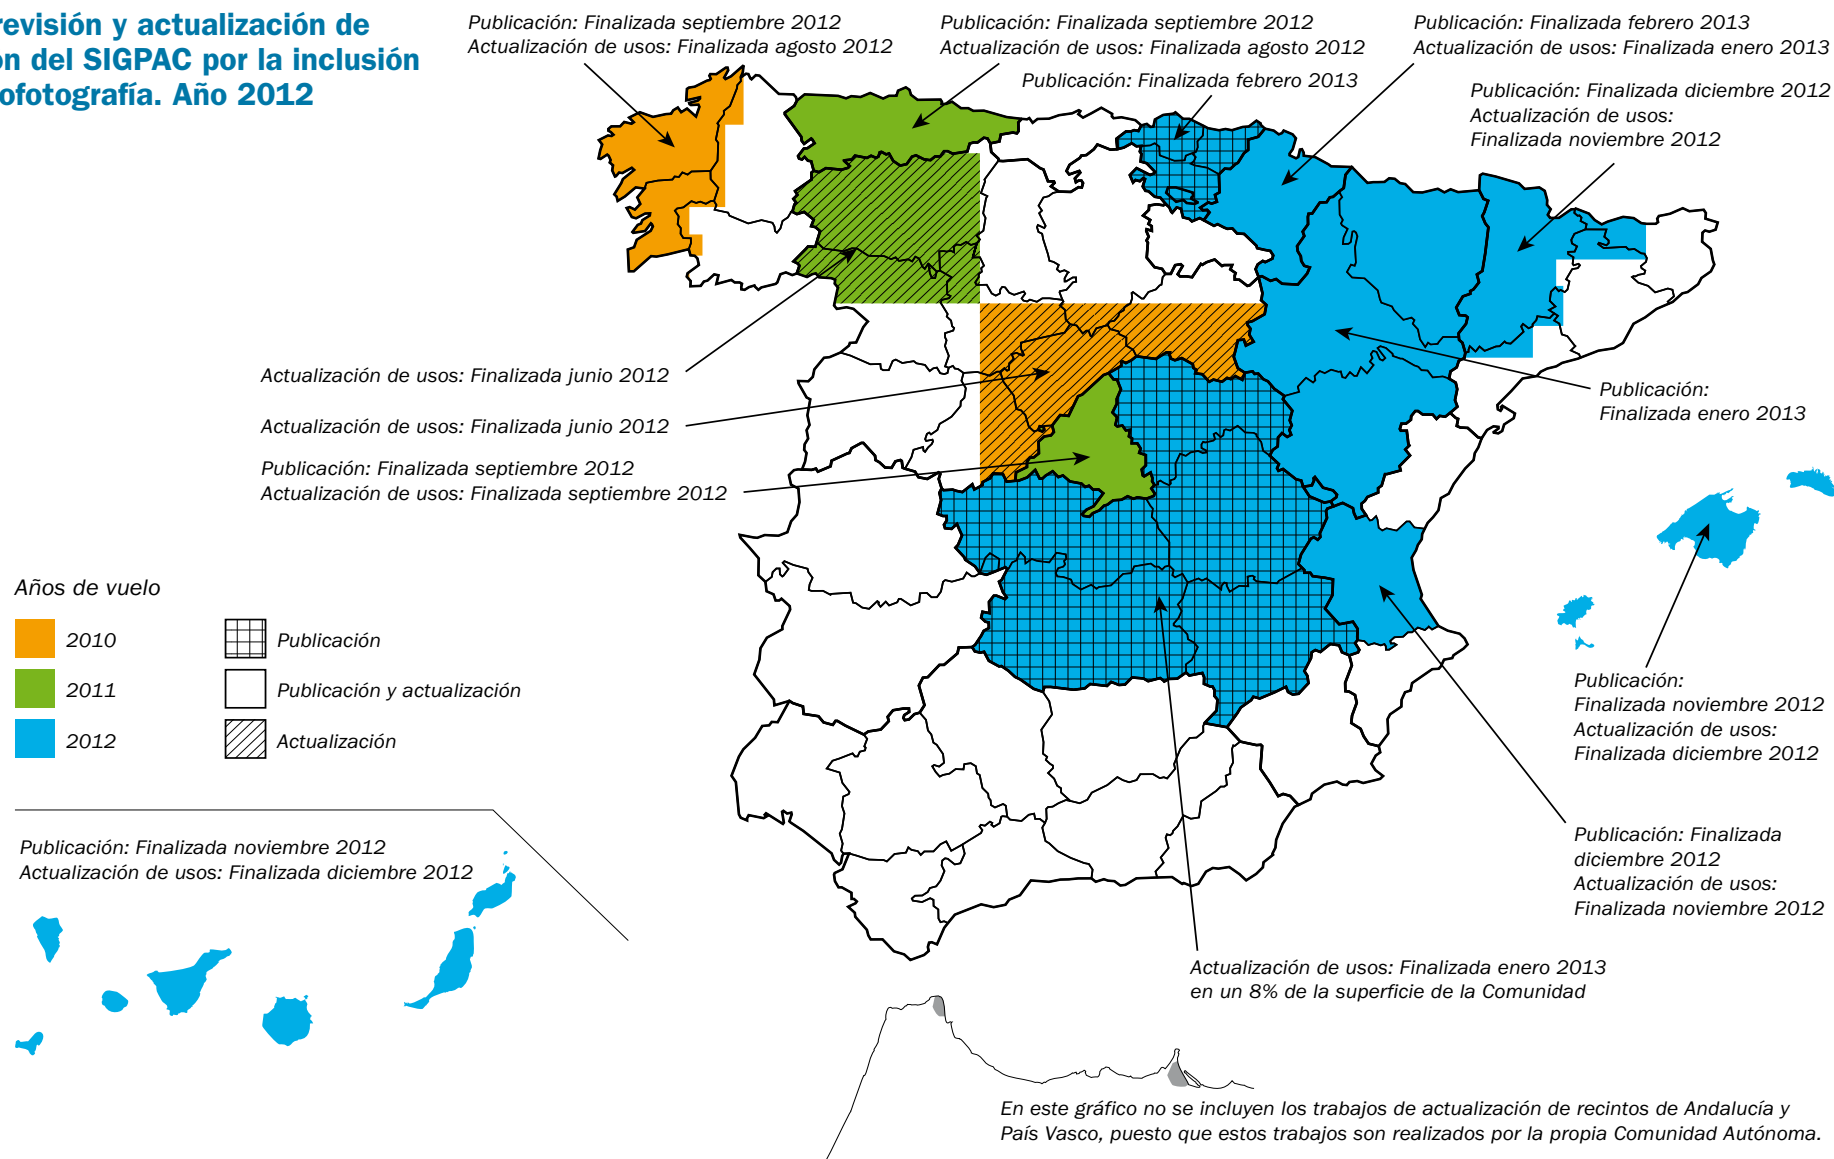 revisión y actualización de
ón del SIGPAC por la inclusión
ofotografía. Año 2012
Publicación: Finalizada septiembre 2012
Actualización de usos: Finalizada agosto 2012
Publicación: Finalizada septiembre 2012
Actualización de usos: Finalizada agosto 2012
Publicación: Finalizada febrero 2013
Publicación: Finalizada febrero 2013
Actualización de usos: Finalizada enero 2013
Publicación: Finalizada diciembre 2012
Actualización de usos:
Finalizada noviembre 2012
Actualización de usos: Finalizada junio 2012
Actualización de usos: Finalizada junio 2012
Publicación: Finalizada septiembre 2012
Actualización de usos: Finalizada septiembre 2012
Publicación:
Finalizada enero 2013
Años de vuelo
2010
Publicación
2011
Publicación y actualización
2012
Actualización
Publicación:
Finalizada noviembre 2012
Actualización de usos:
Finalizada diciembre 2012
Publicación: Finalizada
diciembre 2012
Actualización de usos:
Finalizada noviembre 2012
Publicación: Finalizada noviembre 2012
Actualización de usos: Finalizada diciembre 2012
Actualización de usos: Finalizada enero 2013
en un 8% de la superficie de la Comunidad
En este gráfico no se incluyen los trabajos de actualización de recintos de Andalucía y
País Vasco, puesto que estos trabajos son realizados por la propia Comunidad Autónoma.